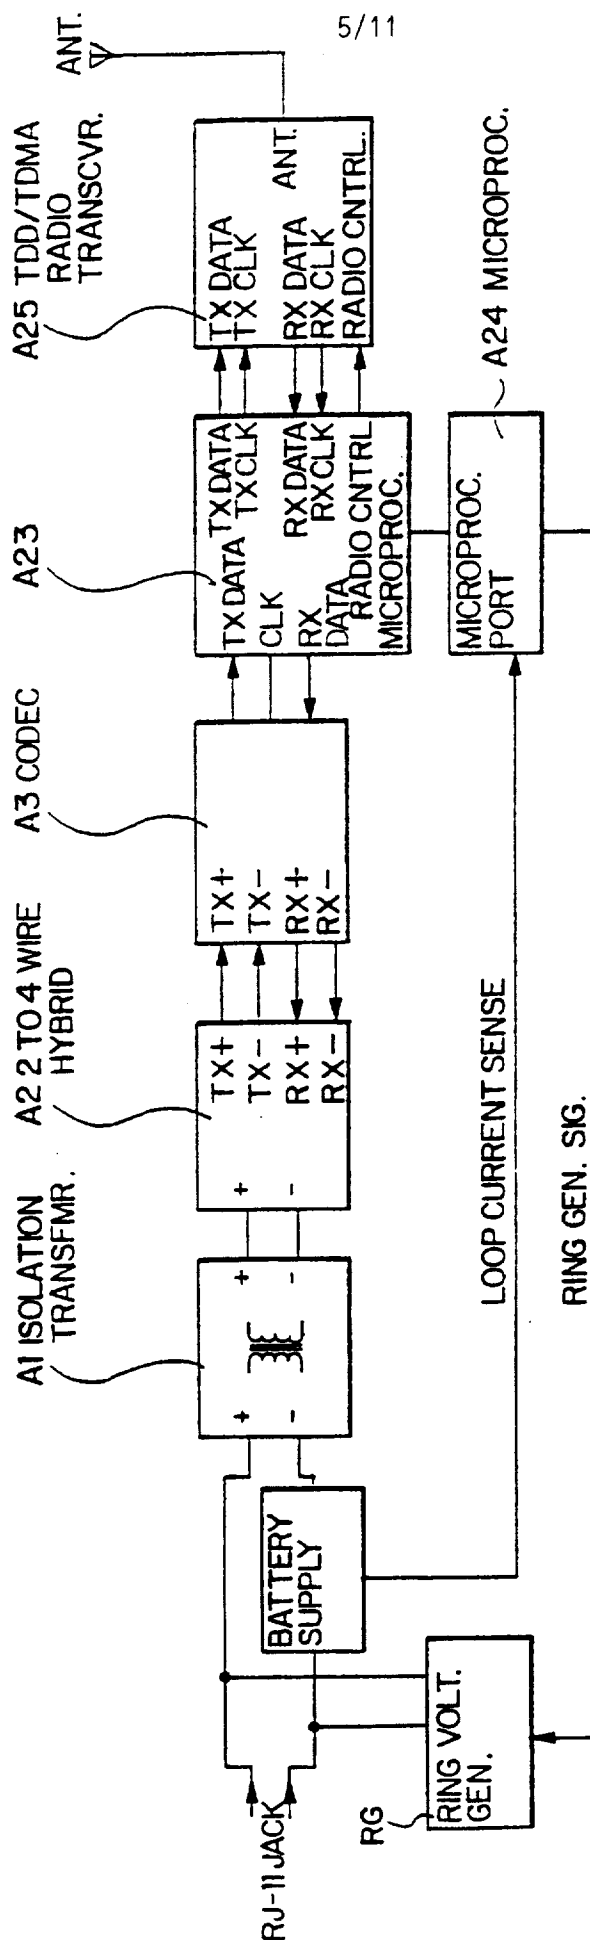 5/11
RJ-11 JACK
RG
RING VOLT.
GEN.
BATTERY
SUPPLY
A1 ISOLATION
TRANSFMR.
+
-
+
-
A2 2 TO 4 WIRE
HYBRID
+
-
TX+
TX-
RX+
RX-
A3 CODEC
TX+
TX-
RX+
RX-
A23
TX DATA
CLK
RX
DATA
TX DATA
TX CLK
RX DATA
RX CLK
RADIO CNTRL
MICROPROC.
A25 TDD/TDMA
RADIO
TRANSCVR.
TX DATA
TX CLK
ANT.
RX DATA
RX CLK
RADIO CNTRL.
ANT.
MICROPROC.
PORT
A24 MICROPROC.
LOOP CURRENT SENSE
RING GEN. SIG.